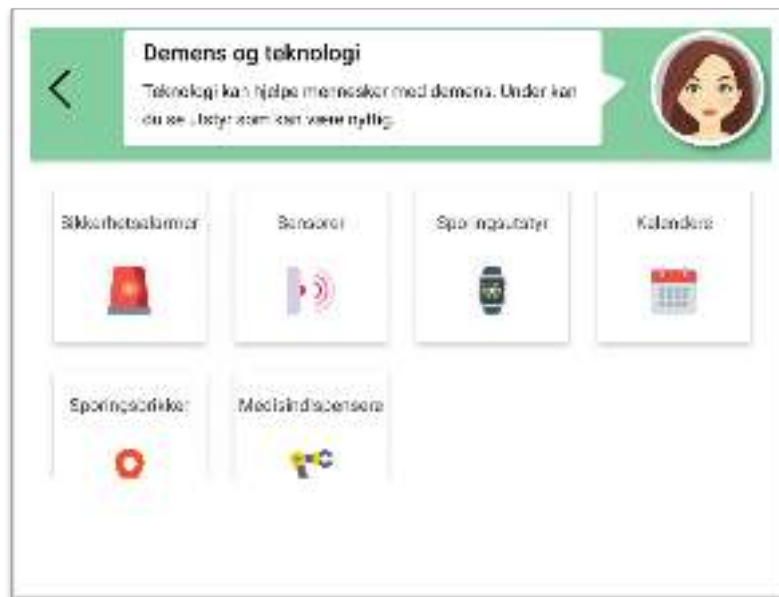 Demens og teknologi
Teknologi kan hjelpe mennesker med demens. Under kan
du se utstyr som kan være nyttig.
Sikkerhetsalarmer
Sensorer
Sporingsutstyr
Kalendere
Sporingsbrikker
Medisindispensere